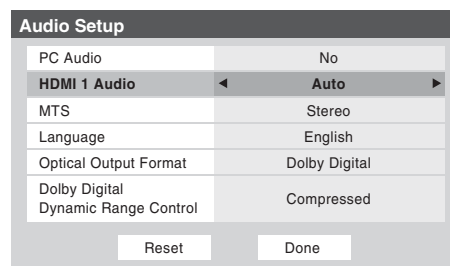 Audio Setup
PC Audio No
HDMI 1 Audio ◀ Auto ▶
MTS Stereo
Language English
Optical Output Format Dolby Digital
Dolby Digital
Dynamic Range Control Compressed
Reset Done